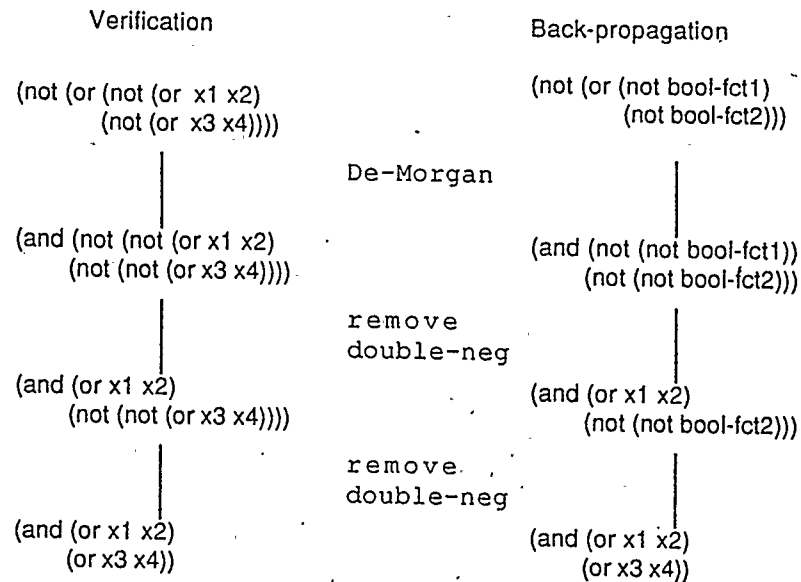 Verification
Back-propagation
(not (or (not (or x1 x2)
(not (or x3 x4))))
(not (or (not bool-fct1)
(not bool-fct2)))
De-Morgan
(and (not (not (or x1 x2)
(not (not (or x3 x4))))
(and (not (not bool-fct1))
(not (not bool-fct2)))
remove
double-neg
(and (or x1 x2)
(not (not (or x3 x4))))
(and (or x1 x2)
(not (not bool-fct2)))
remove
double-neg
(and (or x1 x2)
(or x3 x4))
(and (or x1 x2)
(or x3 x4))